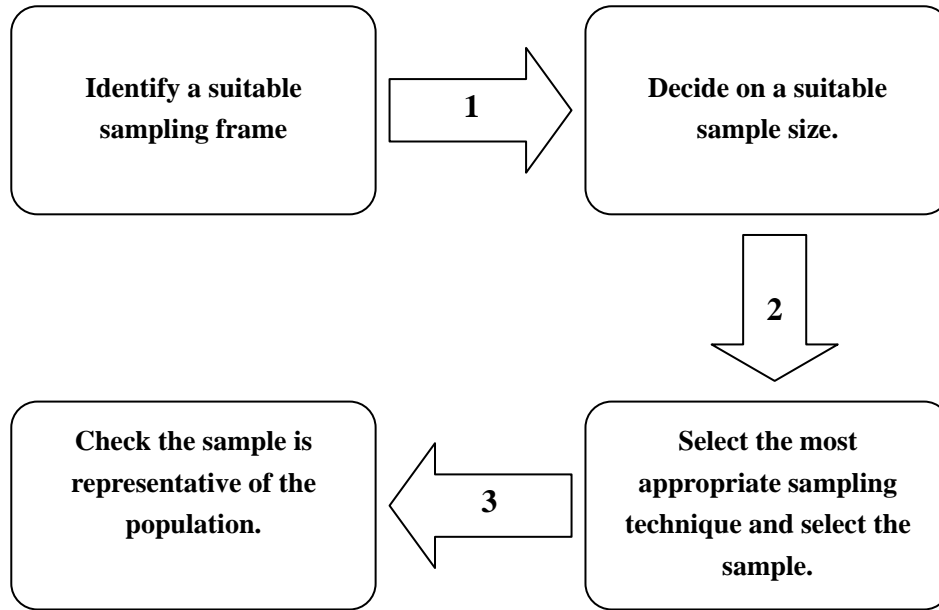 Identify a suitable
sampling frame
1
Decide on a suitable
sample size.
2
Select the most
appropriate sampling
technique and select the
sample.
3
Check the sample is
representative of the
population.